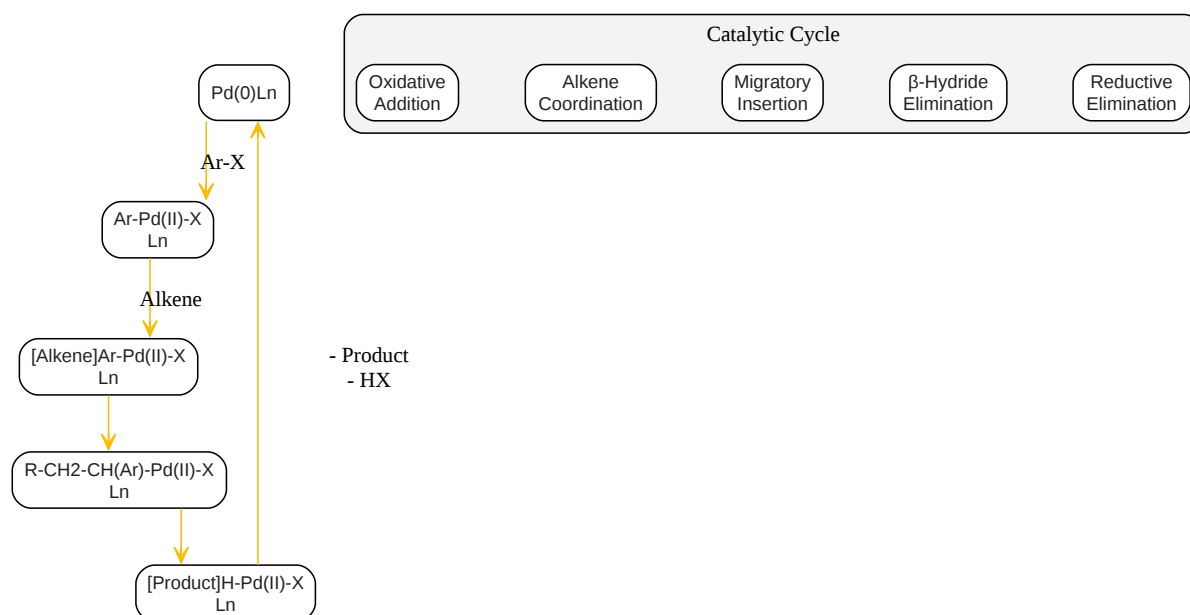 Catalytic Cycle
Oxidative
Addition
Alkene
Coordination
Migratory
Insertion
β-Hydride
Elimination
Reductive
Elimination
Pd(0)Ln
Ar-X
Ar-Pd(II)-X
Ln
Alkene
[Alkene]Ar-Pd(II)-X
Ln
- Product
- HX
R-CH2-CH(Ar)-Pd(II)-X
Ln
[Product]H-Pd(II)-X
Ln